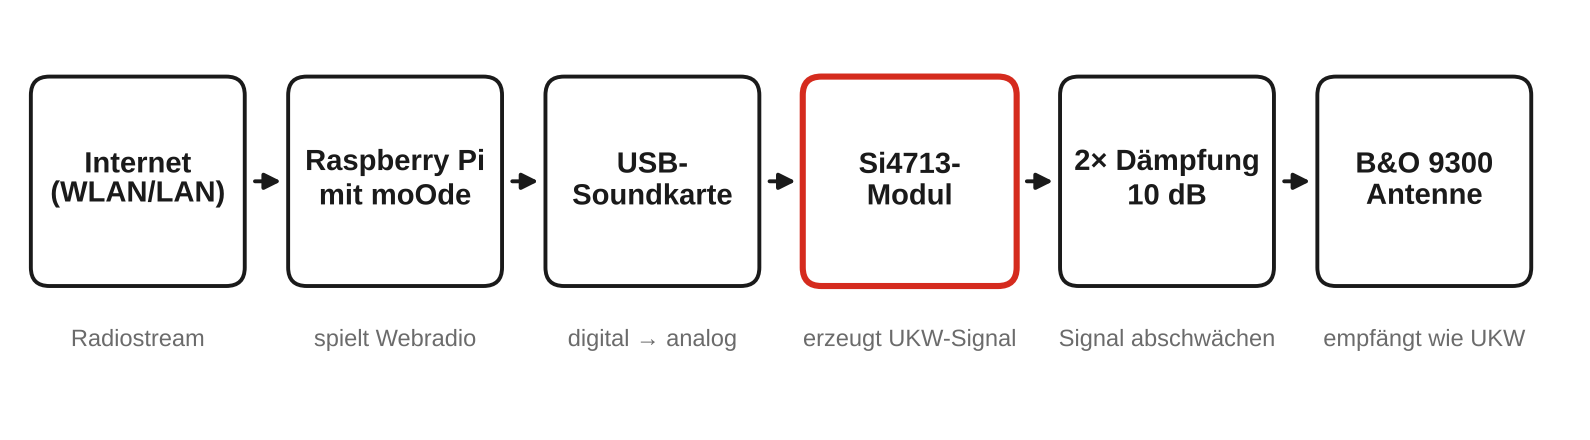 Internet
(WLAN/LAN)
Raspberry Pi
mit moOde
USB-
Soundkarte
Si4713-
Modul
2× Dämpfung
10 dB
B&O 9300
Antenne
Radiostream
spielt Webradio
digital → analog
erzeugt UKW-Signal
Signal abschwächen
empfängt wie UKW